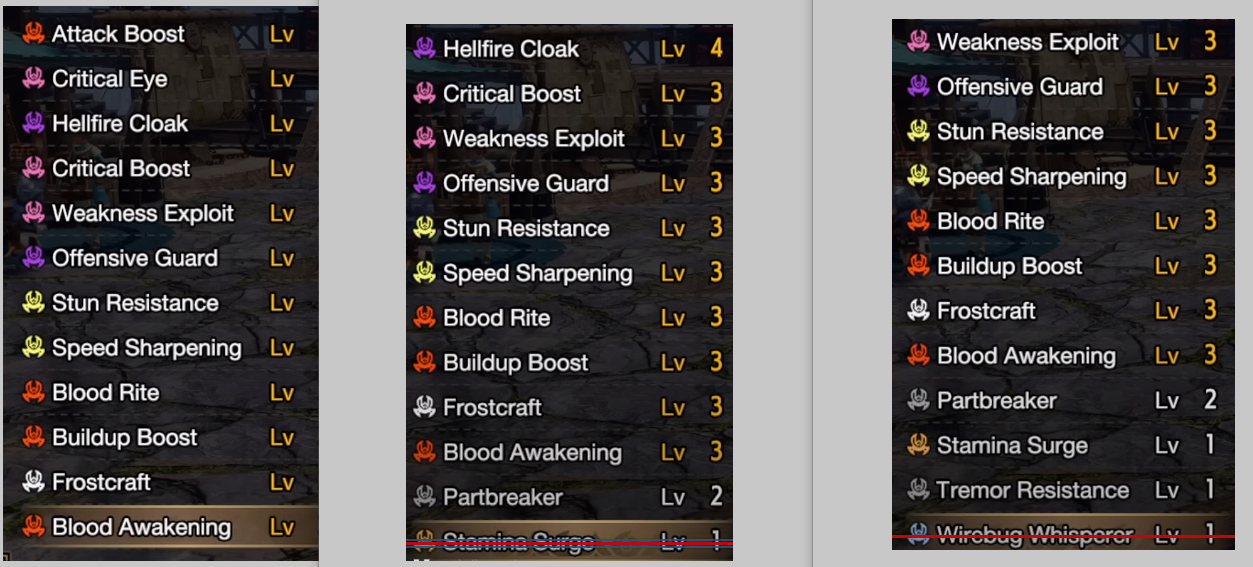 Attack Boost Lv
Critical Eye Lv
Hellfire Cloak Lv
Critical Boost Lv
Weakness Exploit Lv
Offensive Guard Lv
Stun Resistance Lv
Speed Sharpening Lv
Blood Rite Lv
Buildup Boost Lv
Frostcraft Lv
Blood Awakening Lv
Hellfire Cloak Lv 4
Critical Boost Lv 3
Weakness Exploit Lv 3
Offensive Guard Lv 3
Stun Resistance Lv 3
Speed Sharpening Lv 3
Blood Rite Lv 3
Buildup Boost Lv 3
Frostcraft Lv 3
Blood Awakening Lv 3
Partbreaker Lv 2
Stamina Surge Lv 1
Weakness Exploit Lv 3
Offensive Guard Lv 3
Stun Resistance Lv 3
Speed Sharpening Lv 3
Blood Rite Lv 3
Buildup Boost Lv 3
Frostcraft Lv 3
Blood Awakening Lv 3
Partbreaker Lv 2
Stamina Surge Lv 1
Tremor Resistance Lv 1
Wirebug Whisperer Lv 1